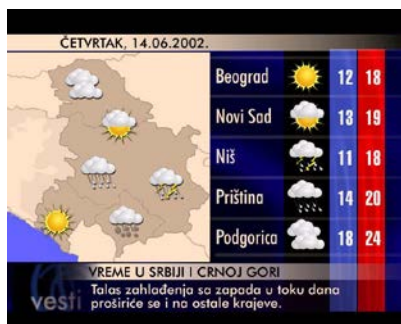 ČETVRTAK, 14.06.2002.
Beograd 12 18
Novi Sad 13 19
Niš 11 18
Priština 14 20
Podgorica 18 24
VREME U SRBIJI I CRNOJ GORI
vesti
Talas zahlađenja sa zapada u toku dana
proširiće se i na ostale krajeve.